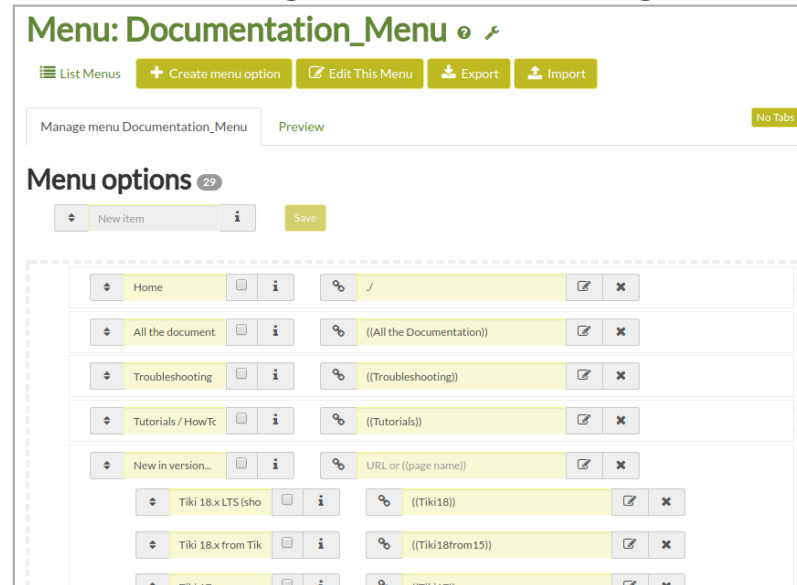 Menu: Documentation_Menu
List Menus Create menu option Edit This Menu Export Import
Manage menu Documentation_Menu Preview No Tabs
Menu options 29
New item i Save
Home i ./
All the document i ((All the Documentation))
Troubleshooting i ((Troubleshooting))
Tutorials / HowTo i ((Tutorials))
New in version... i URL or ((page name))
Tiki 18.x LTS (sho i ((Tiki18))
Tiki 18.x from Tik i ((Tiki18from15))